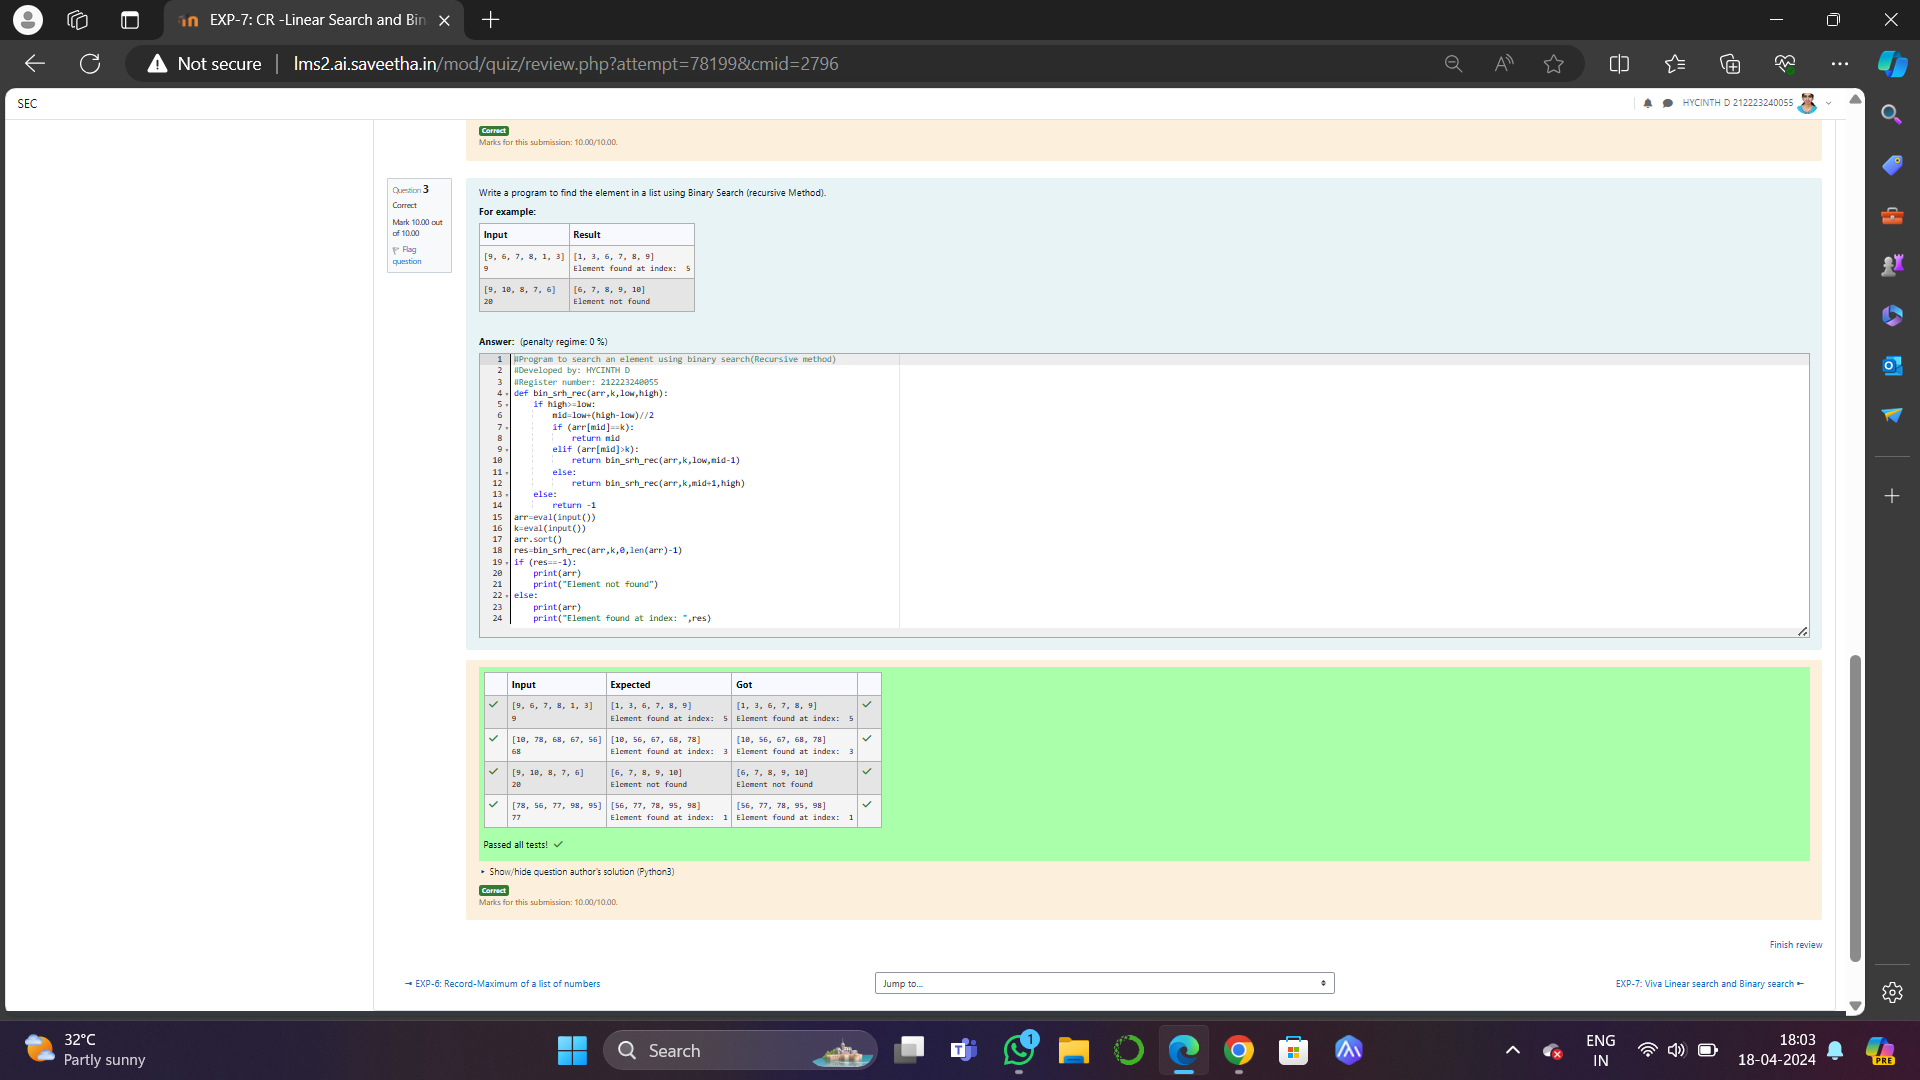 EXP-7: CR -Linear Search and Bin
Not secure
lms2.ai.saveetha.in/mod/quiz/review.php?attempt=78199&cmid=2796
SEC
HYCINTH D 212223240055
Correct
Marks for this submission: 10.00/10.00.
Question 3
Correct
Mark 10.00 out
of 10.00
Flag
question
Write a program to find the element in a list using Binary Search (recursive Method).
For example:
Input Result
[9, 6, 7, 8, 1, 3] [1, 3, 6, 7, 8, 9]
9 Element found at index:  5
[9, 10, 8, 7, 6] [6, 7, 8, 9, 10]
20 Element not found
Answer: (penalty regime: 0 %)
1 #Program to search an element using binary search(Recursive method)
2 #Developed by: HYCINTH D
3 #Register number: 212223240055
4 def bin_srh_rec(arr,k,low,high):
5 if high>=low:
6 mid=low+(high-low)//2
7 if (arr[mid]==k):
8 return mid
9 elif (arr[mid]>k):
10 return bin_srh_rec(arr,k,low,mid-1)
11 else:
12 return bin_srh_rec(arr,k,mid+1,high)
13 else:
14 return -1
15 arr=eval(input())
16 k=eval(input())
17 arr.sort()
18 res=bin_srh_rec(arr,k,0,len(arr)-1)
19 if (res==-1):
20 print(arr)
21 print("Element not found")
22 else:
23 print(arr)
24 print("Element found at index: ",res)
Input Expected Got
[9, 6, 7, 8, 1, 3] [1, 3, 6, 7, 8, 9] [1, 3, 6, 7, 8, 9]
9 Element found at index:  5 Element found at index:  5
[10, 78, 68, 67, 56] [10, 56, 67, 68, 78] [10, 56, 67, 68, 78]
68 Element found at index:  3 Element found at index:  3
[9, 10, 8, 7, 6] [6, 7, 8, 9, 10] [6, 7, 8, 9, 10]
20 Element not found Element not found
[78, 56, 77, 98, 95] [56, 77, 78, 95, 98] [56, 77, 78, 95, 98]
77 Element found at index:  1 Element found at index:  1
Passed all tests!
Show/hide question author's solution (Python3)
Correct
Marks for this submission: 10.00/10.00.
Finish review
EXP-6: Record-Maximum of a list of numbers
Jump to...
EXP-7: Viva Linear search and Binary search
32°C
Partly sunny
Search
1
ENG
IN
18:03
18-04-2024
PRE